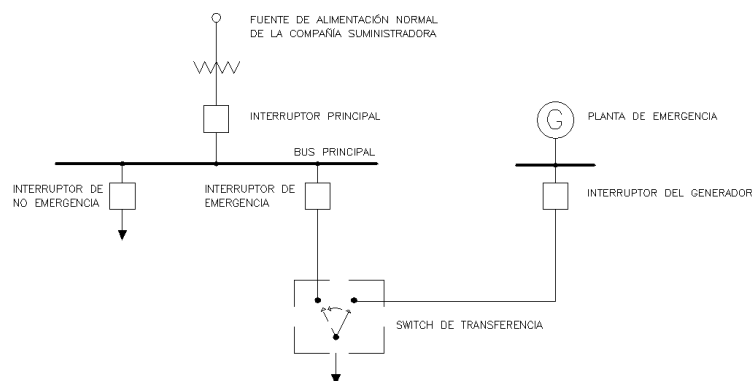 FUENTE DE ALIMENTACIÓN NORMAL
DE LA COMPAÑÍA SUMINISTRADORA
INTERRUPTOR PRINCIPAL
G
PLANTA DE EMERGENCIA
BUS PRINCIPAL
INTERRUPTOR DE
NO EMERGENCIA
INTERRUPTOR DE
EMERGENCIA
INTERRUPTOR DEL GENERADOR
SWITCH DE TRANSFERENCIA